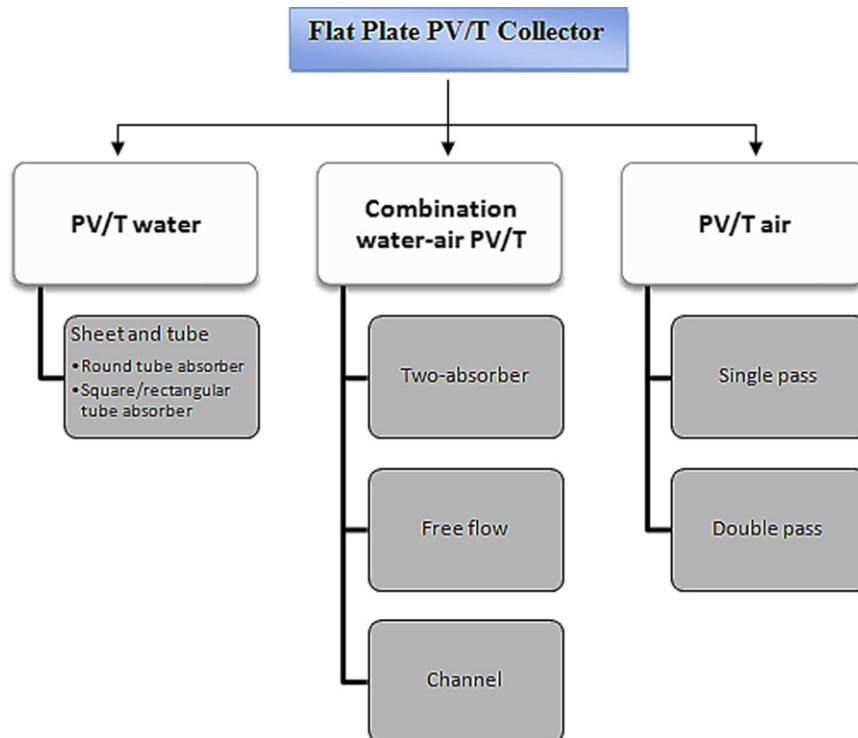 Flat Plate PV/T Collector
PV/T water
Sheet and tube
•Round tube absorber
•Square/rectangular
tube absorber
Combination
water-air PV/T
Two-absorber
Free flow
Channel
PV/T air
Single pass
Double pass